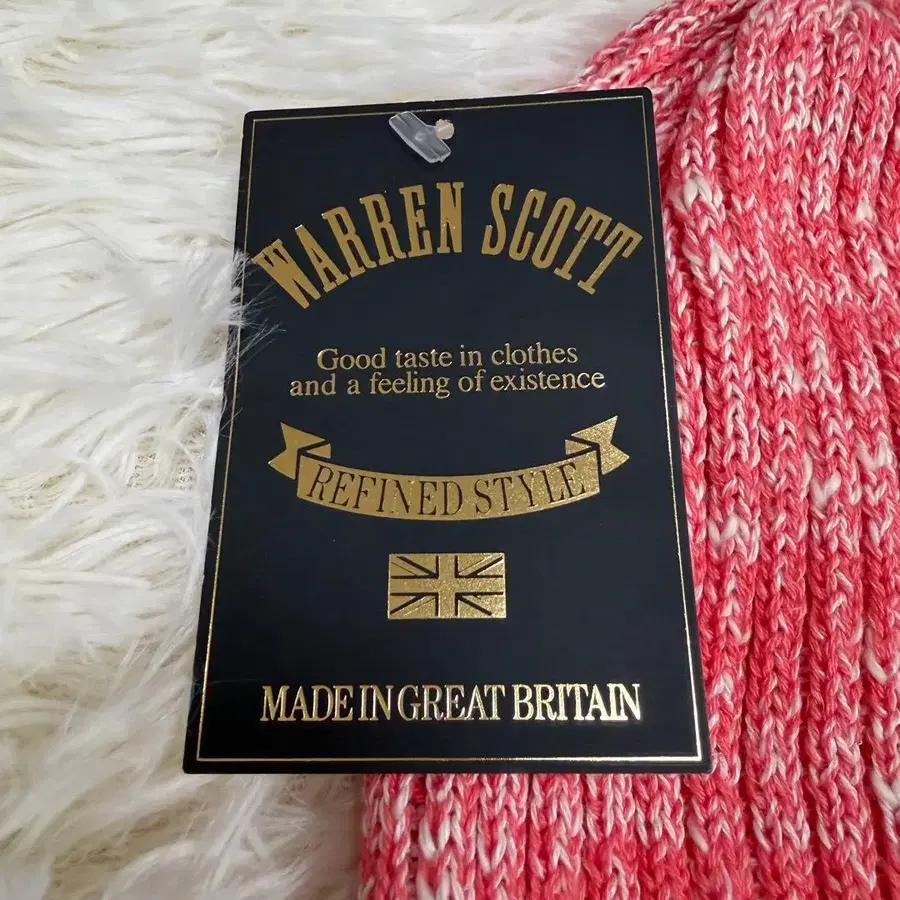 WARREN SCOTT
Good taste in clothes
and a feeling of existence
REFINED STYLE
MADE IN GREAT BRITAIN